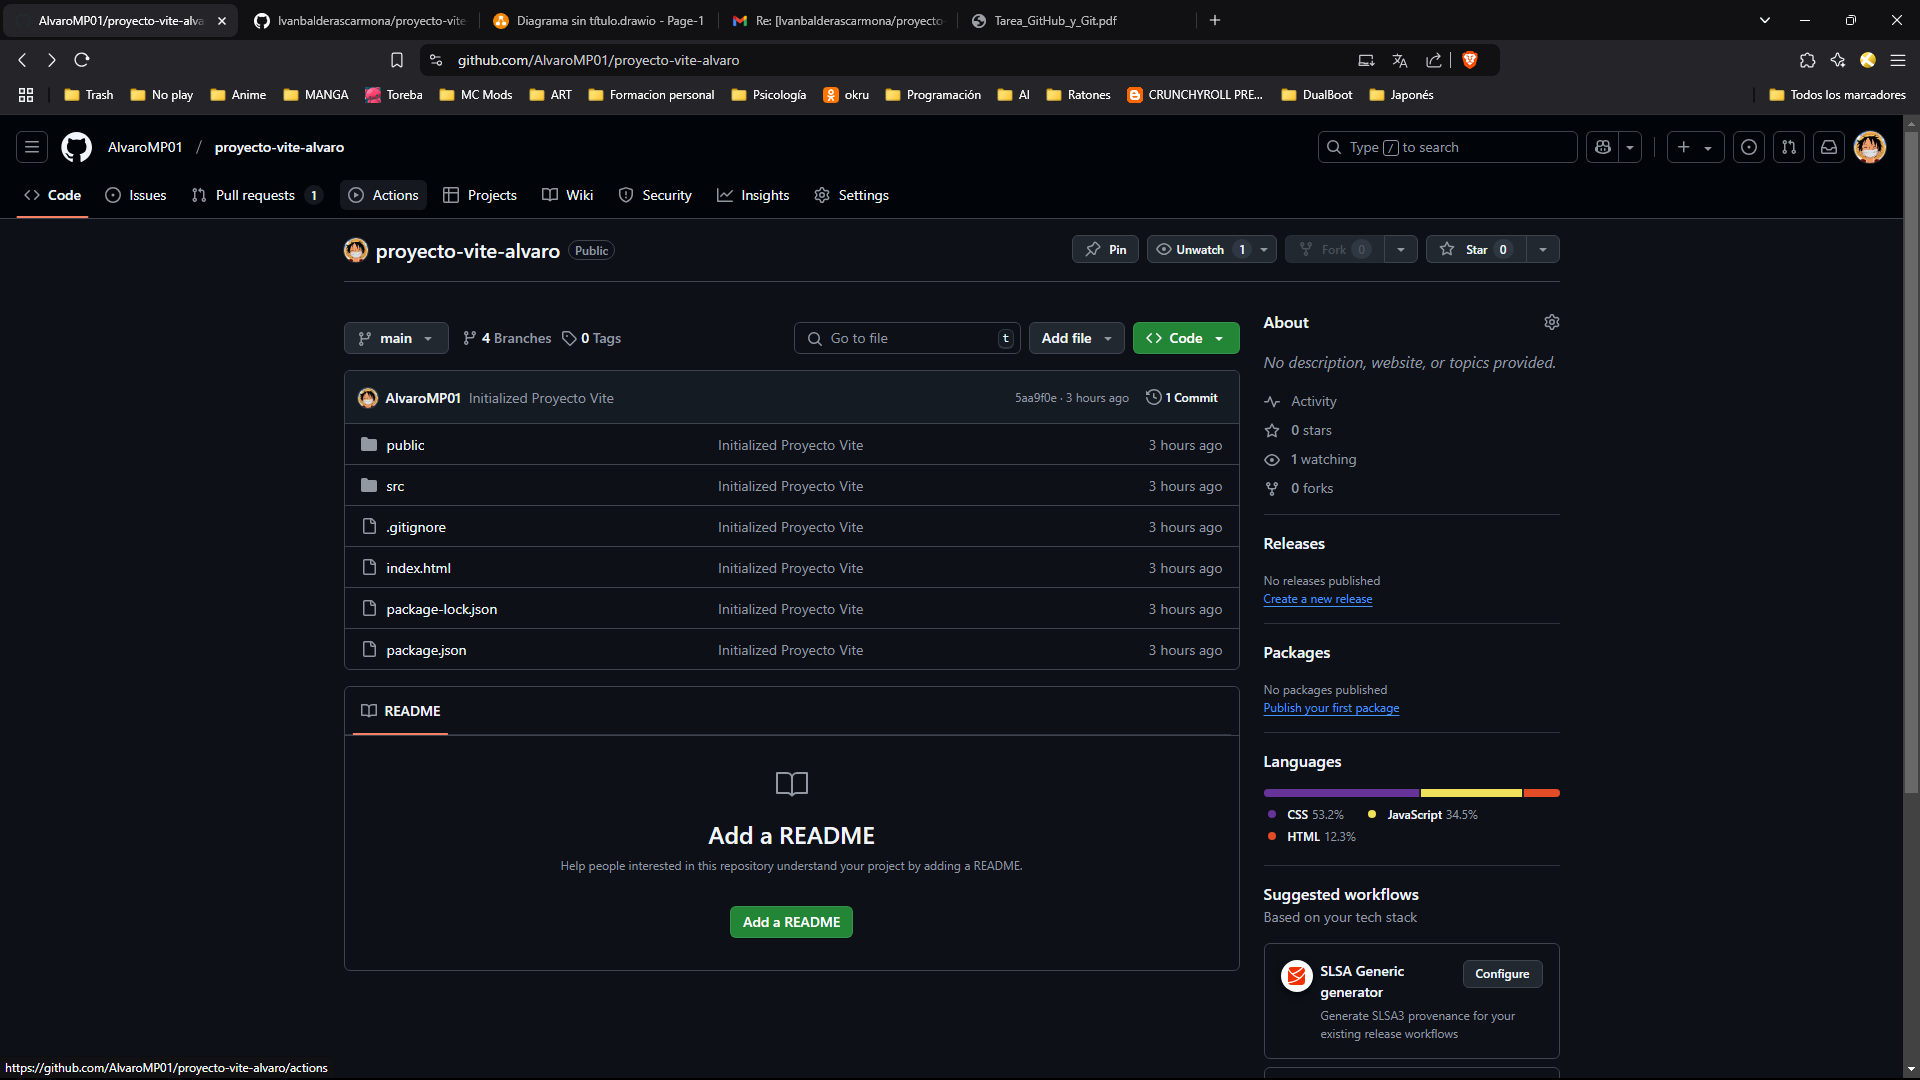 AlvaroMP01/proyecto-vite-alva
Ivanbalderascarmona/proyecto-vite
Diagrama sin título.drawio - Page-1
Re: [Ivanbalderascarmona/proyecto-
Tarea_GitHub_y_Git.pdf
github.com/AlvaroMP01/proyecto-vite-alvaro
Trash
No play
Anime
MANGA
Toreba
MC Mods
ART
Formacion personal
Psicología
okru
Programación
AI
Ratones
CRUNCHYROLL PRE...
DualBoot
Japonés
Todos los marcadores
AlvaroMP01 / proyecto-vite-alvaro
Type / to search
Code
Issues
Pull requests 1
Actions
Projects
Wiki
Security
Insights
Settings
proyecto-vite-alvaro Public
Pin
Unwatch 1
Fork 0
Star 0
main
4 Branches
0 Tags
Go to file t
Add file
Code
AlvaroMP01 Initialized Proyecto Vite 5aa9f0e · 3 hours ago 1 Commit
public Initialized Proyecto Vite 3 hours ago
src Initialized Proyecto Vite 3 hours ago
.gitignore Initialized Proyecto Vite 3 hours ago
index.html Initialized Proyecto Vite 3 hours ago
package-lock.json Initialized Proyecto Vite 3 hours ago
package.json Initialized Proyecto Vite 3 hours ago
README
Add a README
Help people interested in this repository understand your project by adding a README.
Add a README
About
No description, website, or topics provided.
Activity
0 stars
1 watching
0 forks
Releases
No releases published
Create a new release
Packages
No packages published
Publish your first package
Languages
CSS 53.2% JavaScript 34.5%
HTML 12.3%
Suggested workflows
Based on your tech stack
SLSA Generic
generator
Configure
Generate SLSA3 provenance for your
existing release workflows
https://github.com/AlvaroMP01/proyecto-vite-alvaro/actions